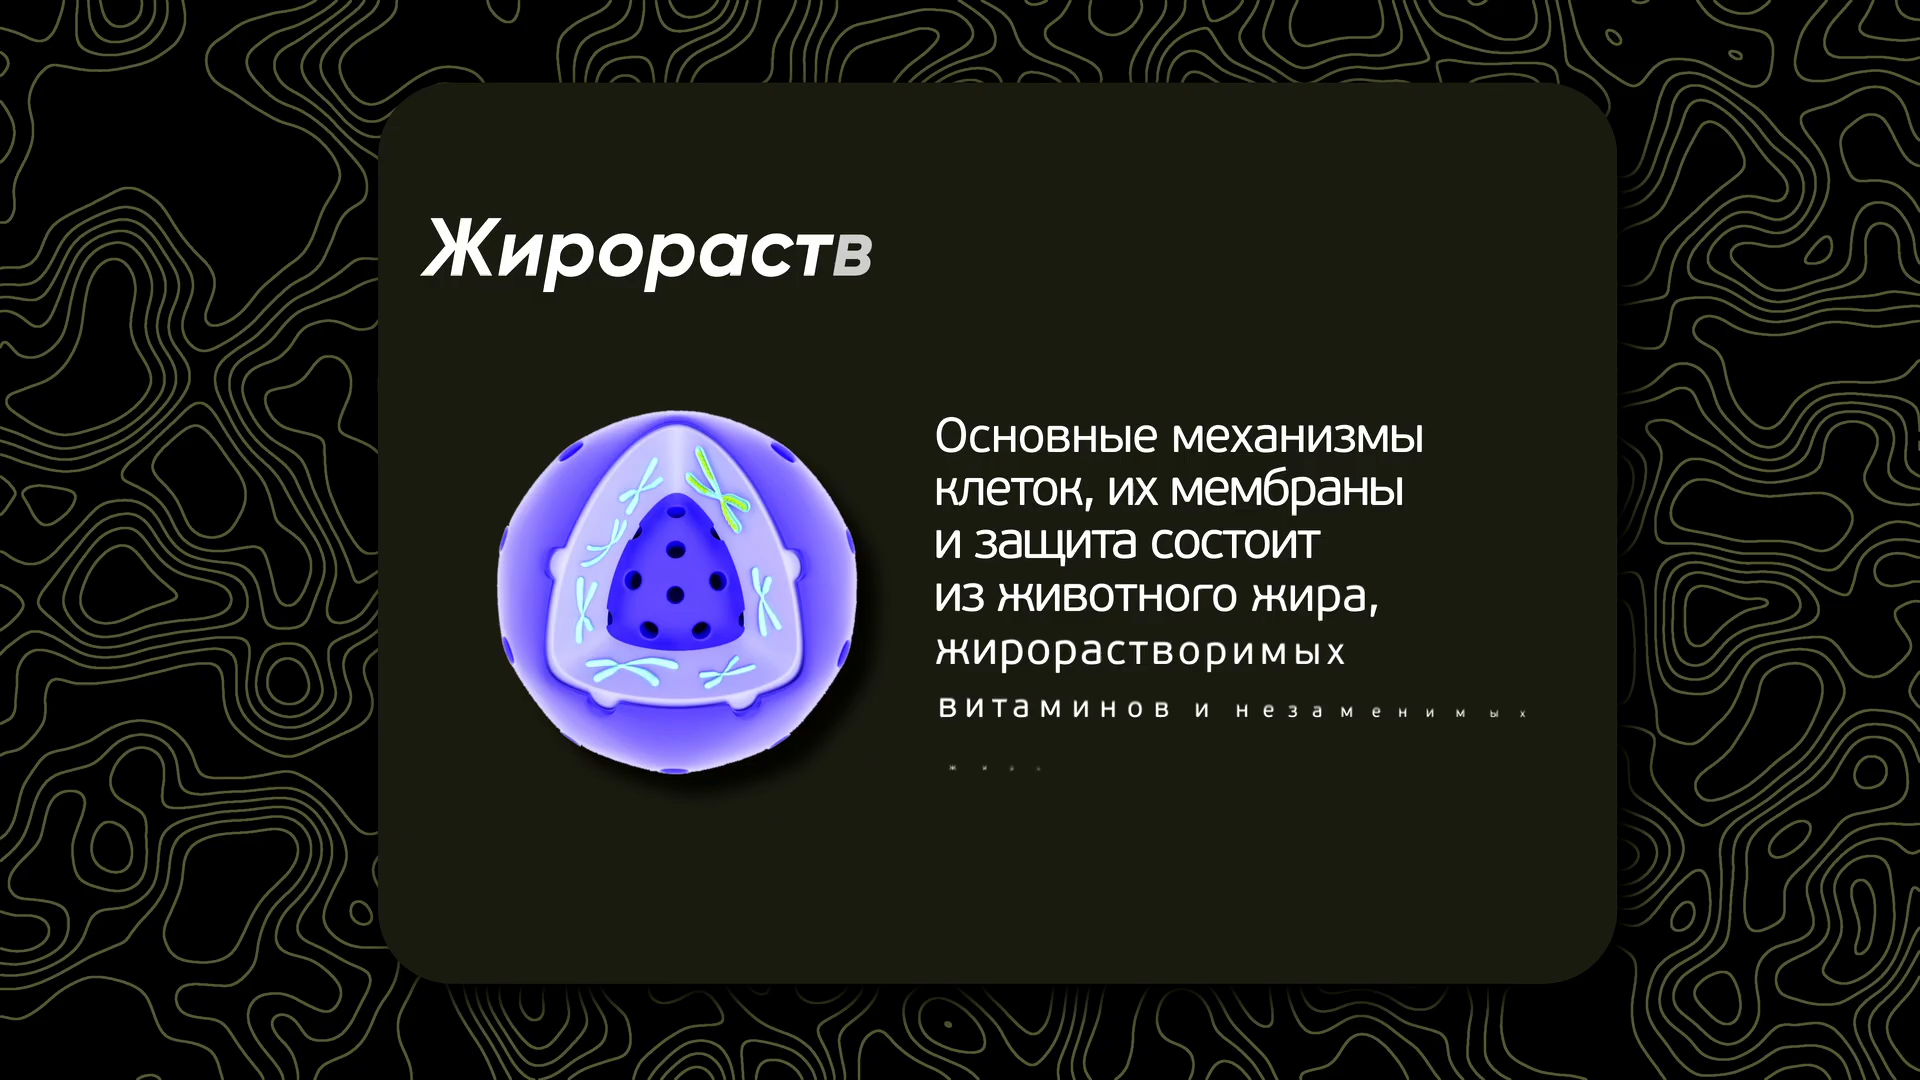 Жирораств
Основные механизмы
клеток, их мембраны
и защита состоит
из животного жира,
жирорастворимых
витаминов и незаменимых